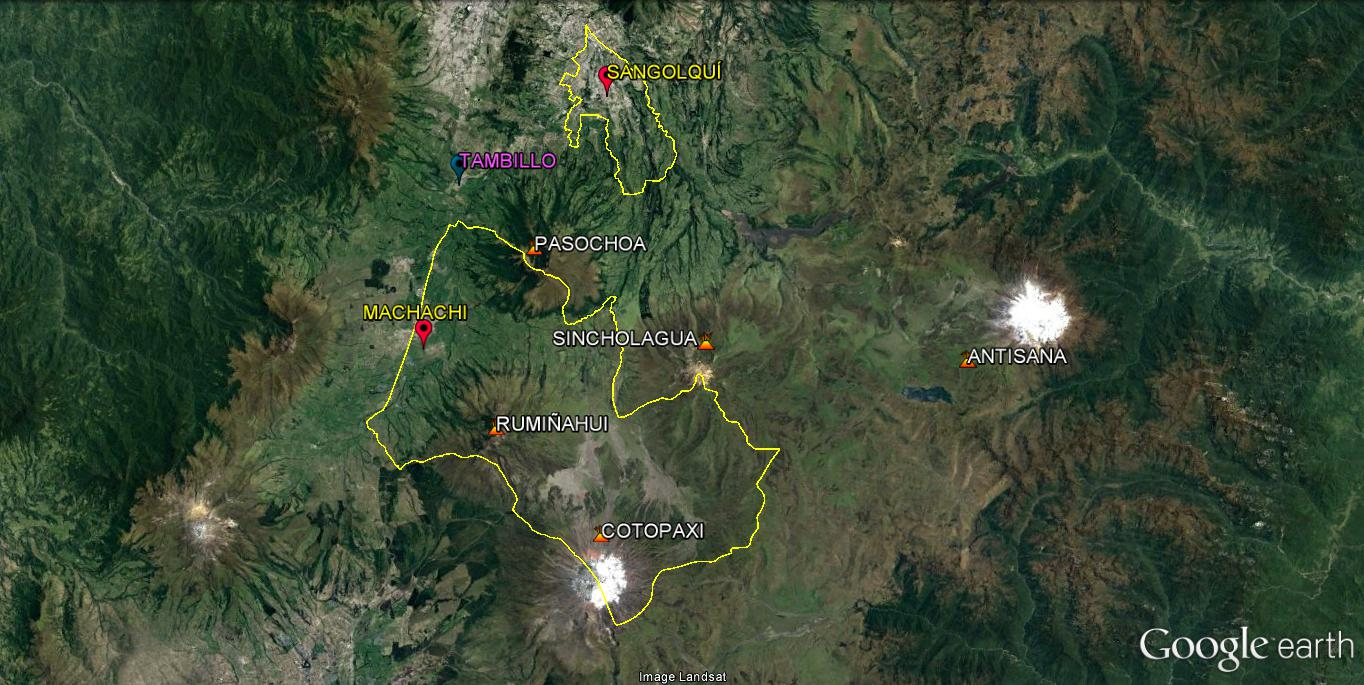 SANGOLQUÍ
TAMBILLO
PASOCHOA
MACHACHI
SINCHOLAGUA
ANTISANA
RUMIÑAHUI
COTOPAXI
Google earth
Image Landsat